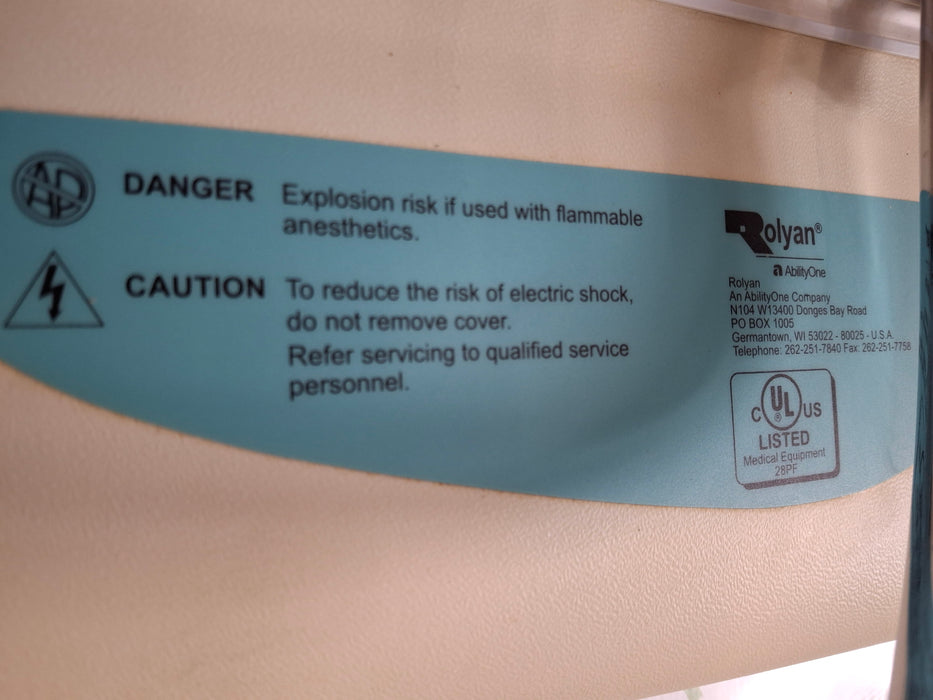 DANGER Explosion risk if used with flammable
anesthetics.
CAUTION To reduce the risk of electric shock,
do not remove cover.
Refer servicing to qualified service
personnel.
Rolyan®
a AbilityOne
Rolyan
An AbilityOne Company
N104 W13400 Donges Bay Road
PO BOX 1005
Germantown, WI 53022 - 80025 - U.S.A.
Telephone: 262-251-7840 Fax: 262-251-7758
C UL® US
LISTED
Medical Equipment
28PF